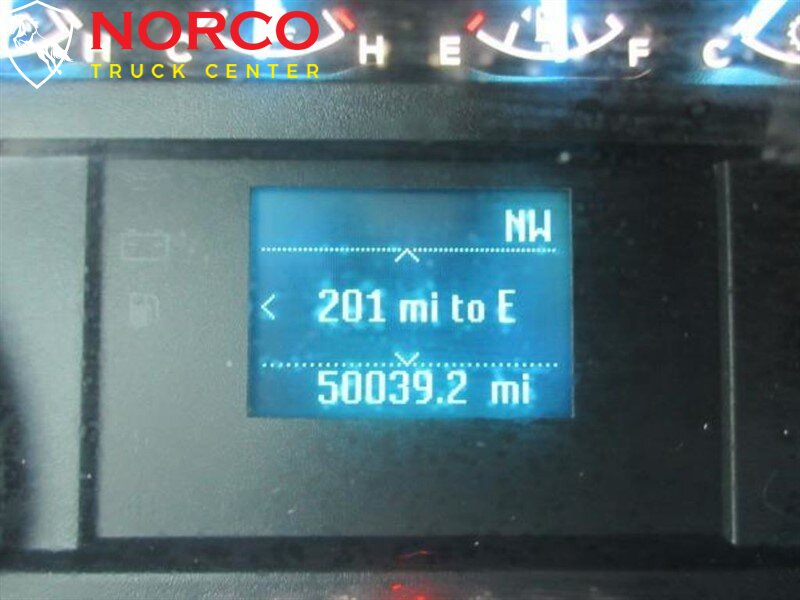 NORCO
TRUCK CENTER
H C H E F C
NW
201 mi to E
50039.2 mi